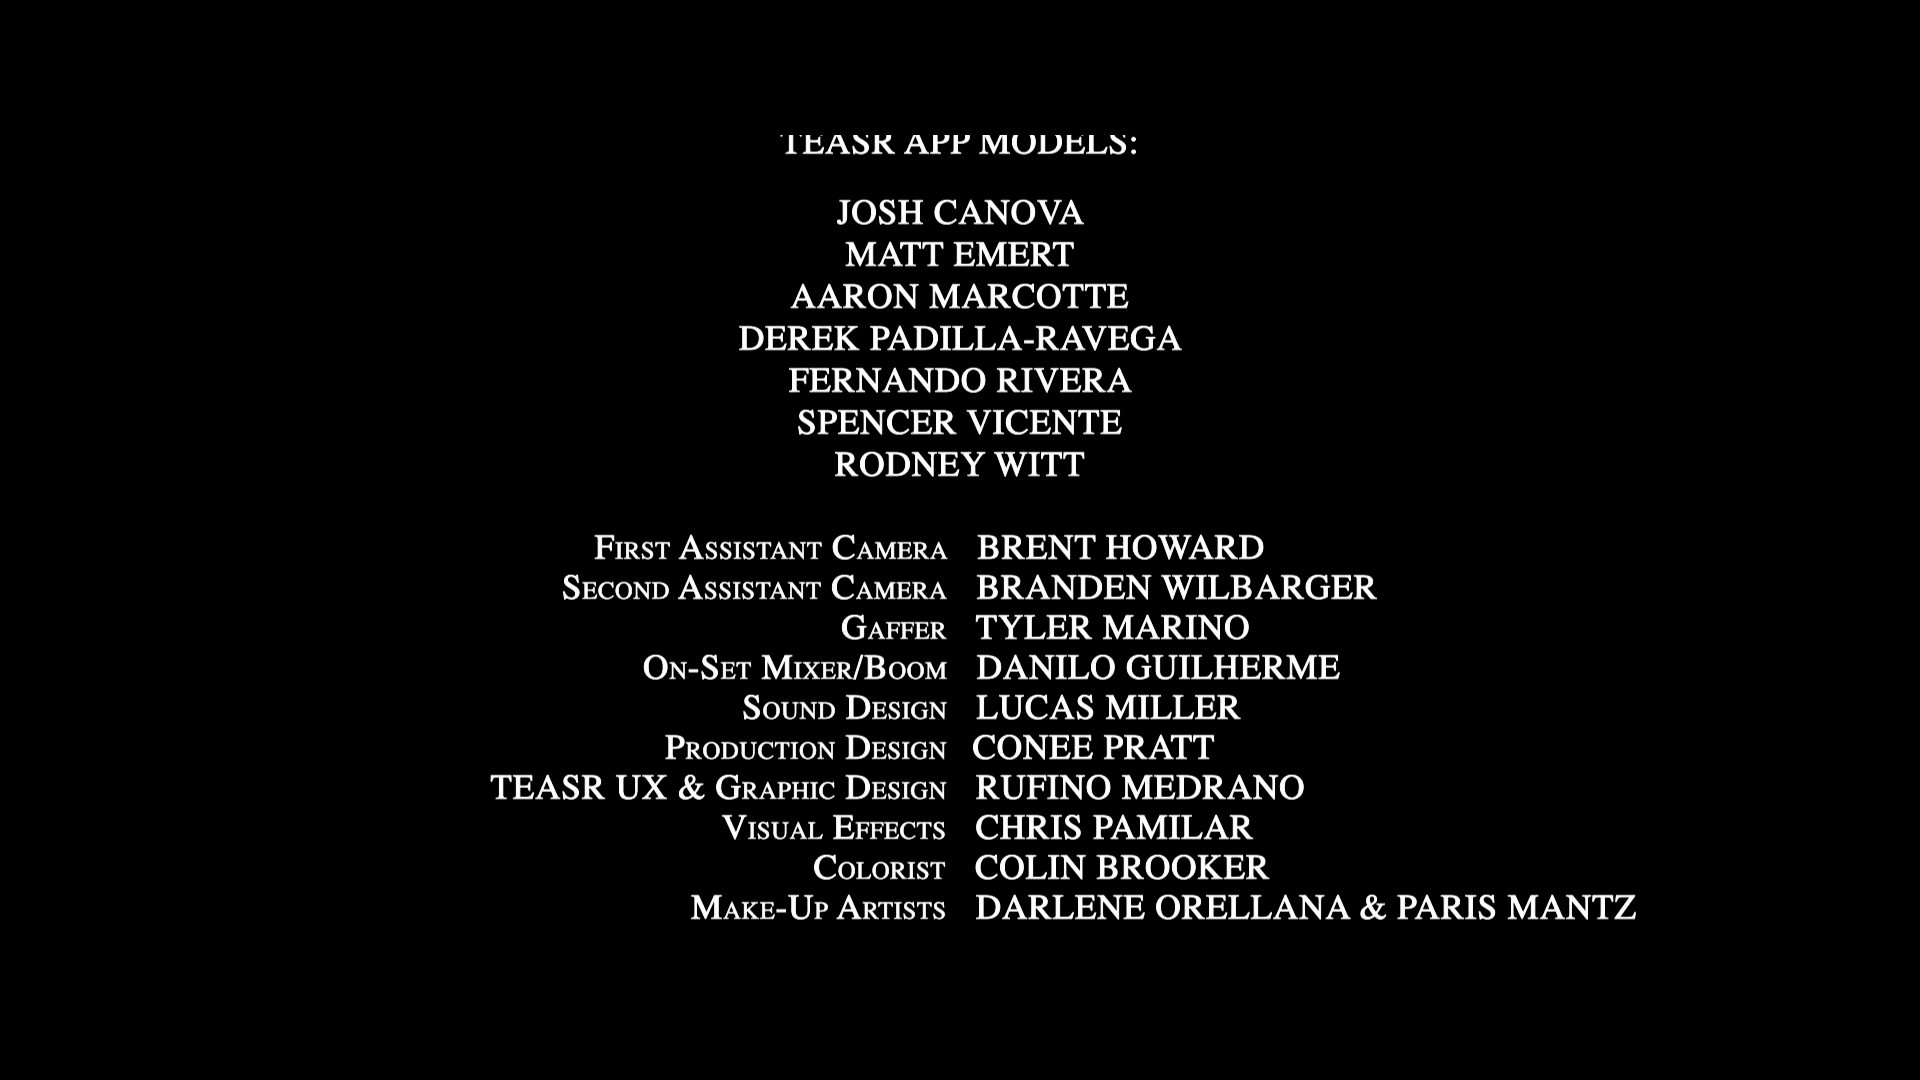 TEASR APP MODELS:
JOSH CANOVA
MATT EMERT
AARON MARCOTTE
DEREK PADILLA-RAVEGA
FERNANDO RIVERA
SPENCER VICENTE
RODNEY WITT
First Assistant Camera BRENT HOWARD
Second Assistant Camera BRANDEN WILBARGER
Gaffer TYLER MARINO
On-Set Mixer/Boom DANILO GUILHERME
Sound Design LUCAS MILLER
Production Design CONEE PRATT
TEASR UX & Graphic Design RUFINO MEDRANO
Visual Effects CHRIS PAMILAR
Colorist COLIN BROOKER
Make-Up Artists DARLENE ORELLANA & PARIS MANTZ